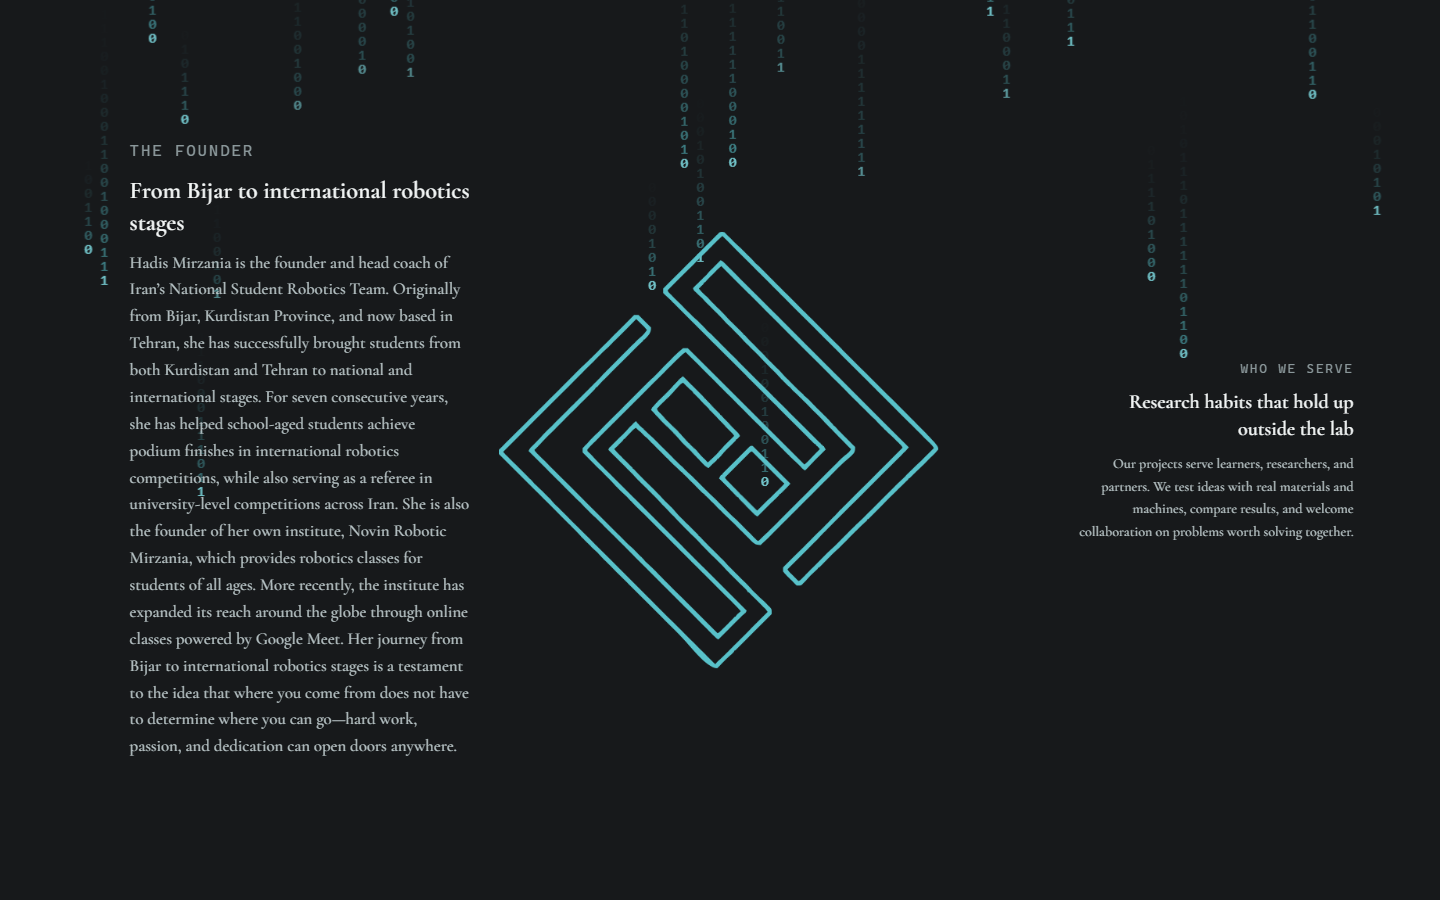 THE FOUNDER
From Bijar to international robotics
stages
Hadis Mirzania is the founder and head coach of
Iran’s National Student Robotics Team. Originally
from Bijar, Kurdistan Province, and now based in
Tehran, she has successfully brought students from
both Kurdistan and Tehran to national and
international stages. For seven consecutive years,
she has helped school-aged students achieve
podium finishes in international robotics
competitions, while also serving as a referee in
university-level competitions across Iran. She is also
the founder of her own institute, Novin Robotic
Mirzania, which provides robotics classes for
students of all ages. More recently, the institute has
expanded its reach around the globe through online
classes powered by Google Meet. Her journey from
Bijar to international robotics stages is a testament
to the idea that where you come from does not have
to determine where you can go—hard work,
passion, and dedication can open doors anywhere.
WHO WE SERVE
Research habits that hold up
outside the lab
Our projects serve learners, researchers, and
partners. We test ideas with real materials and
machines, compare results, and welcome
collaboration on problems worth solving together.